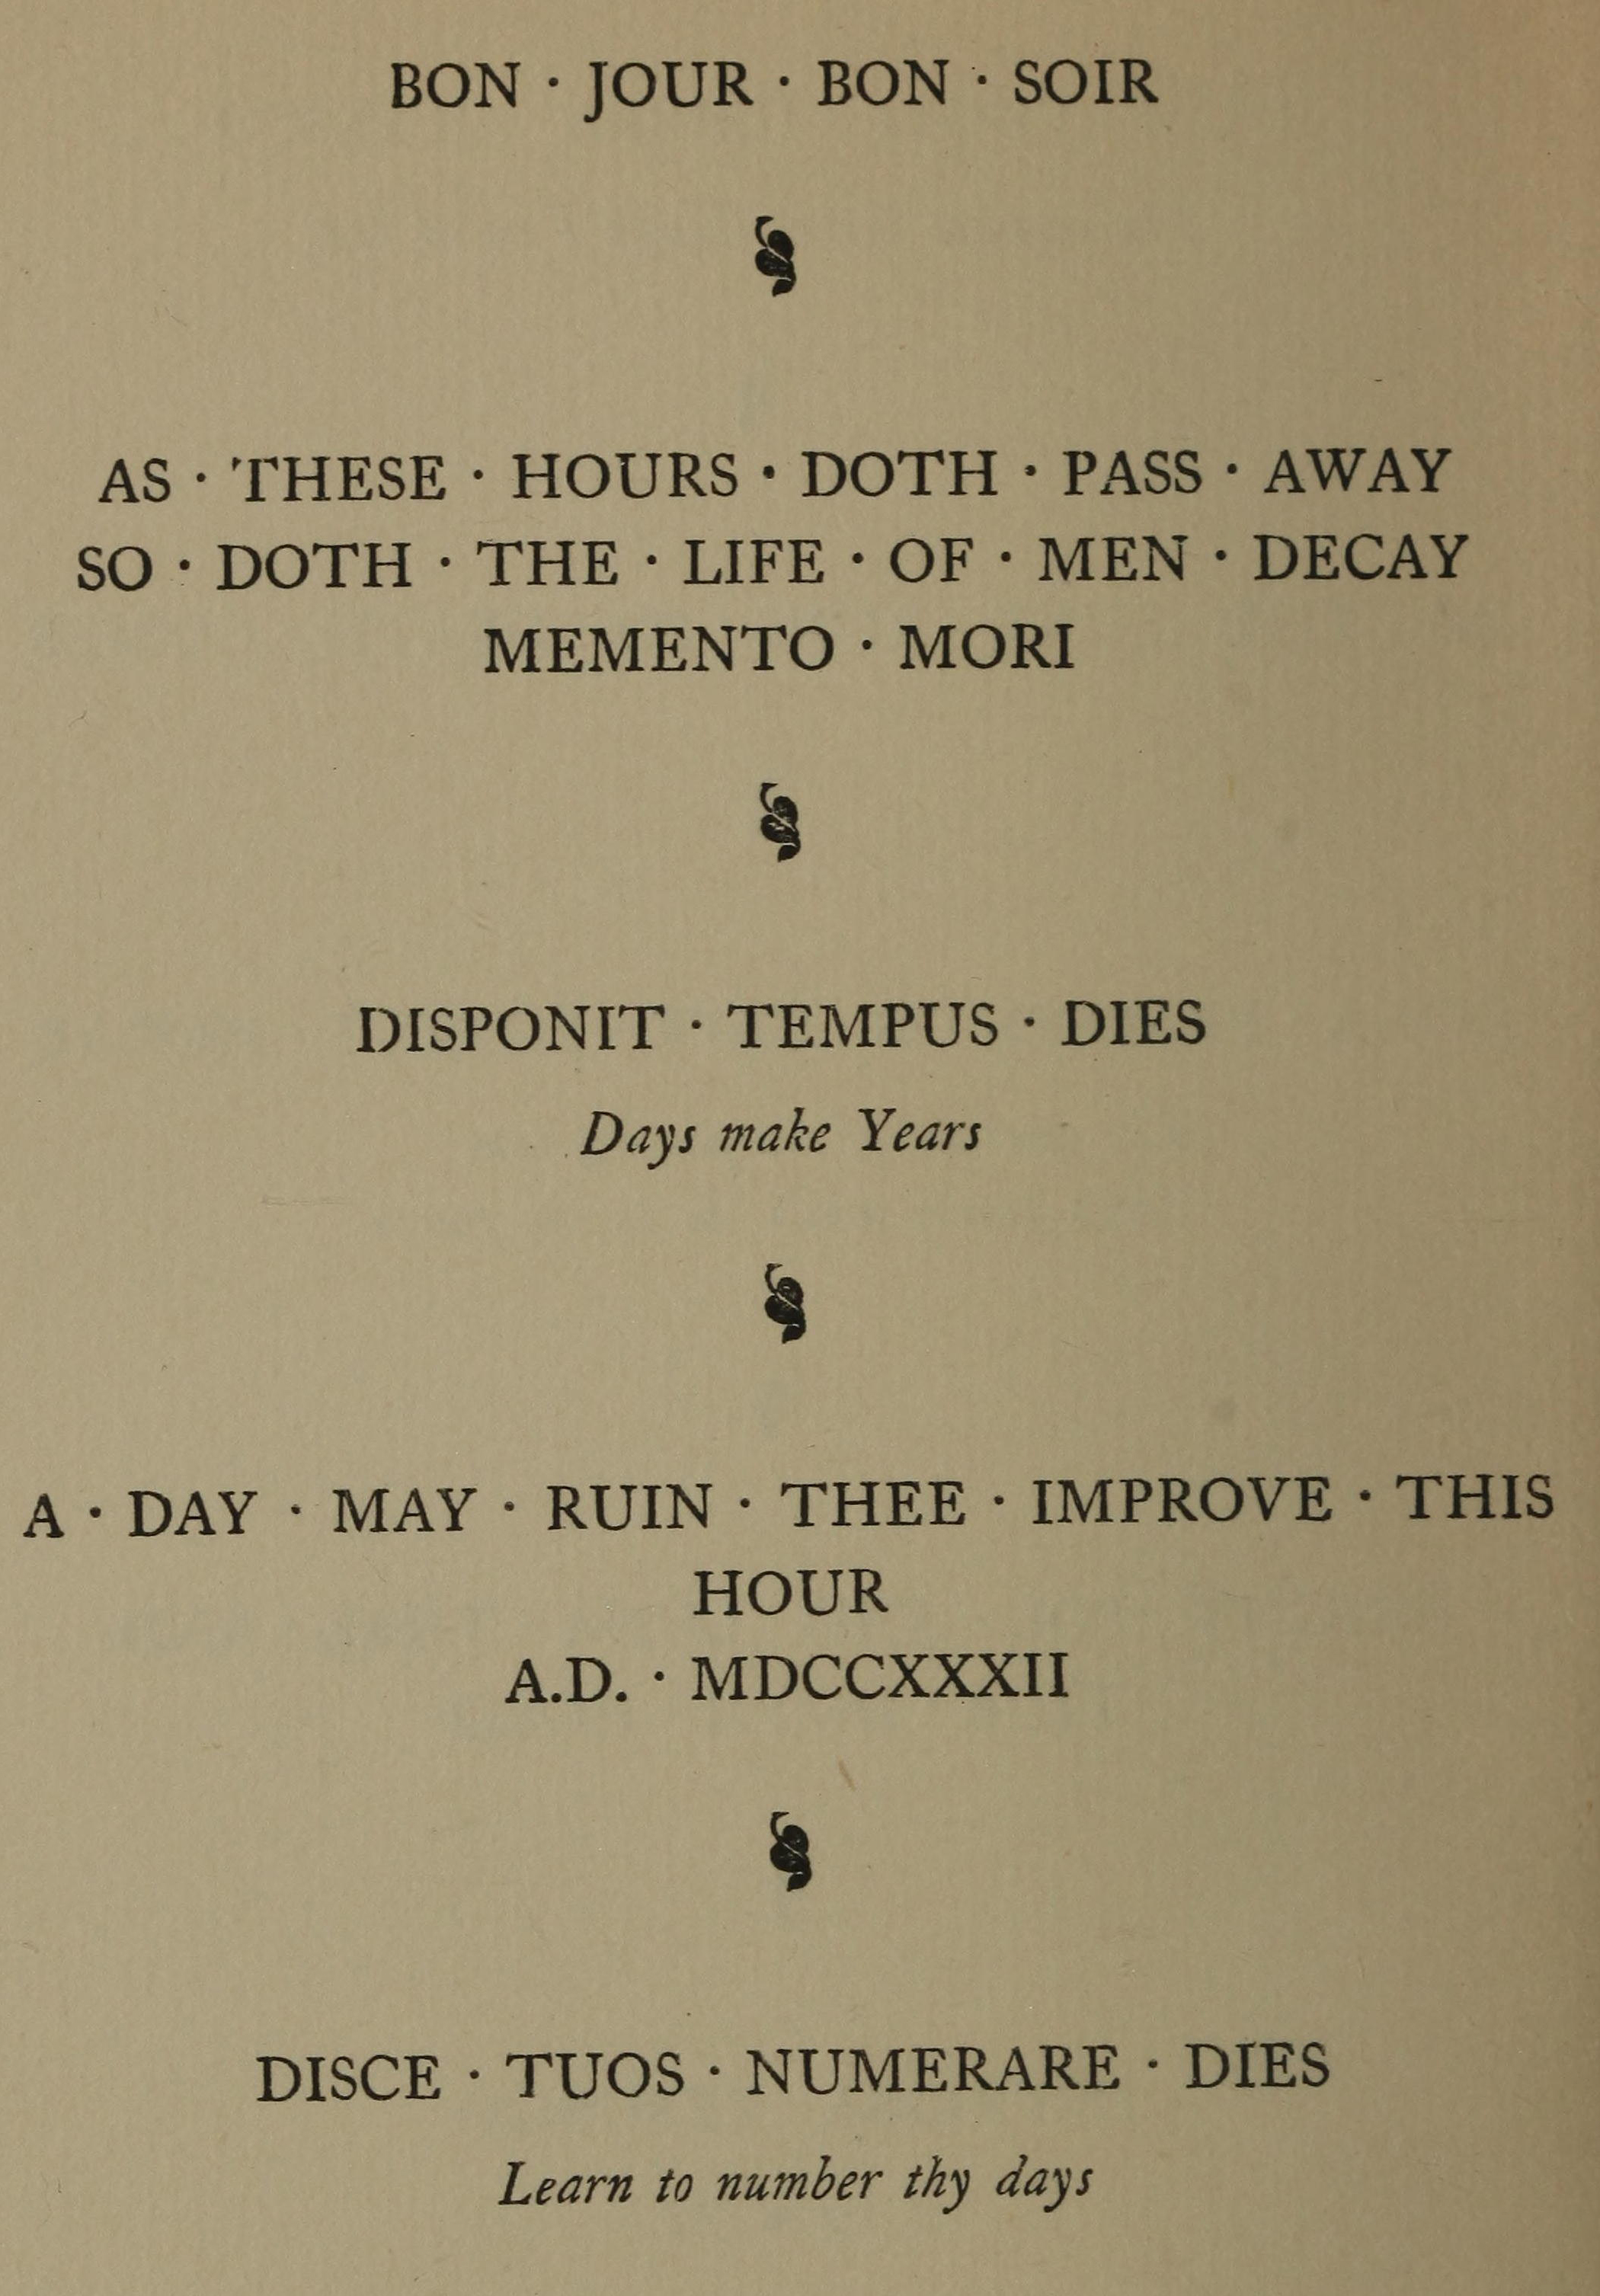 BON · JOUR · BON · SOIR
AS · THESE · HOURS · DOTH · PASS · AWAY
SO · DOTH · THE · LIFE · OF · MEN · DECAY
MEMENTO · MORI
DISPONIT · TEMPUS · DIES
Days make Years
A · DAY · MAY · RUIN · THEE · IMPROVE · THIS
HOUR
A.D. · MDCCXXXII
DISCE · TUOS · NUMERARE · DIES
Learn to number thy days